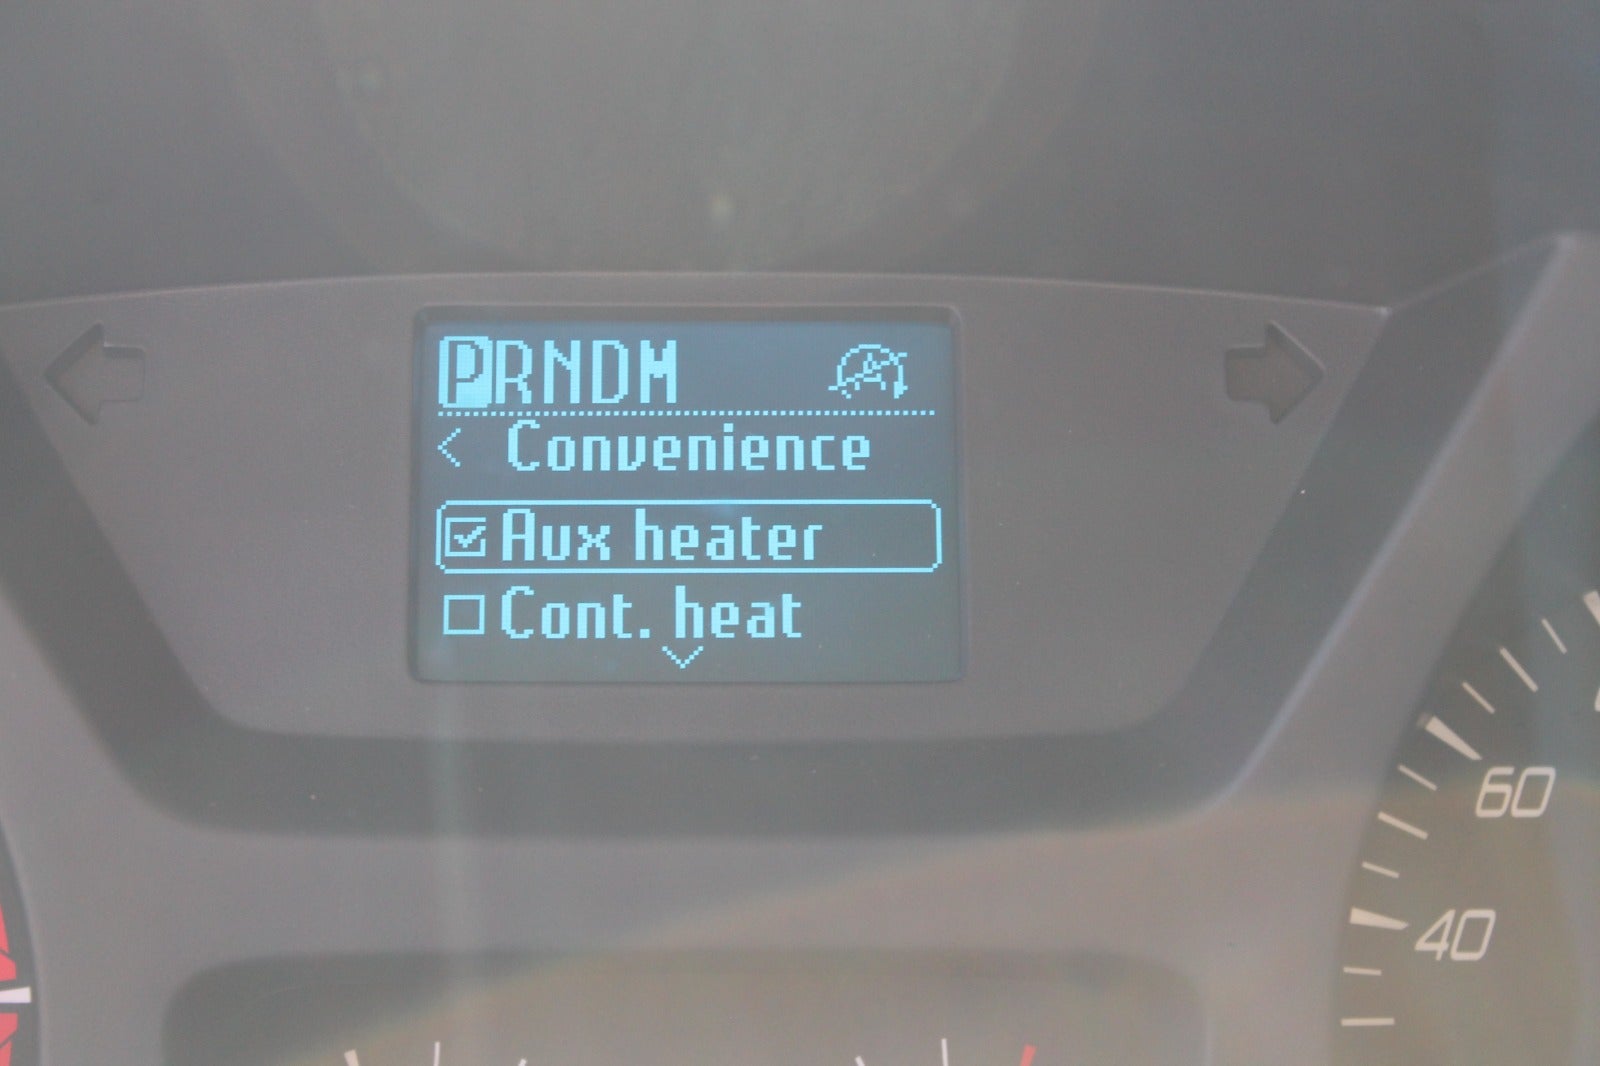 PRNDM
< Convenience
Aux heater
Cont. heat
60
40